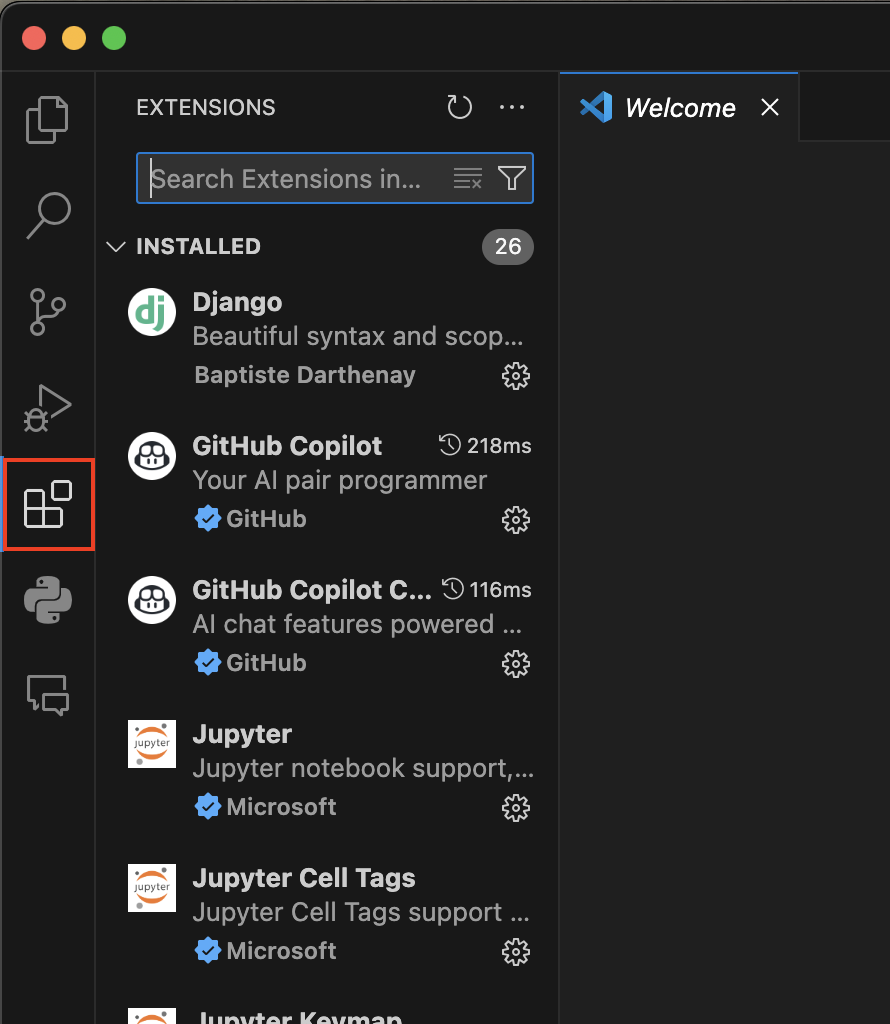 EXTENSIONS
Welcome
Search Extensions in...
INSTALLED 26
dj Django
Beautiful syntax and scop...
Baptiste Darthenay
GitHub Copilot 218ms
Your AI pair programmer
GitHub
GitHub Copilot C... 116ms
AI chat features powered ...
GitHub
jupyter Jupyter
Jupyter notebook support,...
Microsoft
jupyter Jupyter Cell Tags
Jupyter Cell Tags support ...
Microsoft
Jupyter Keymap